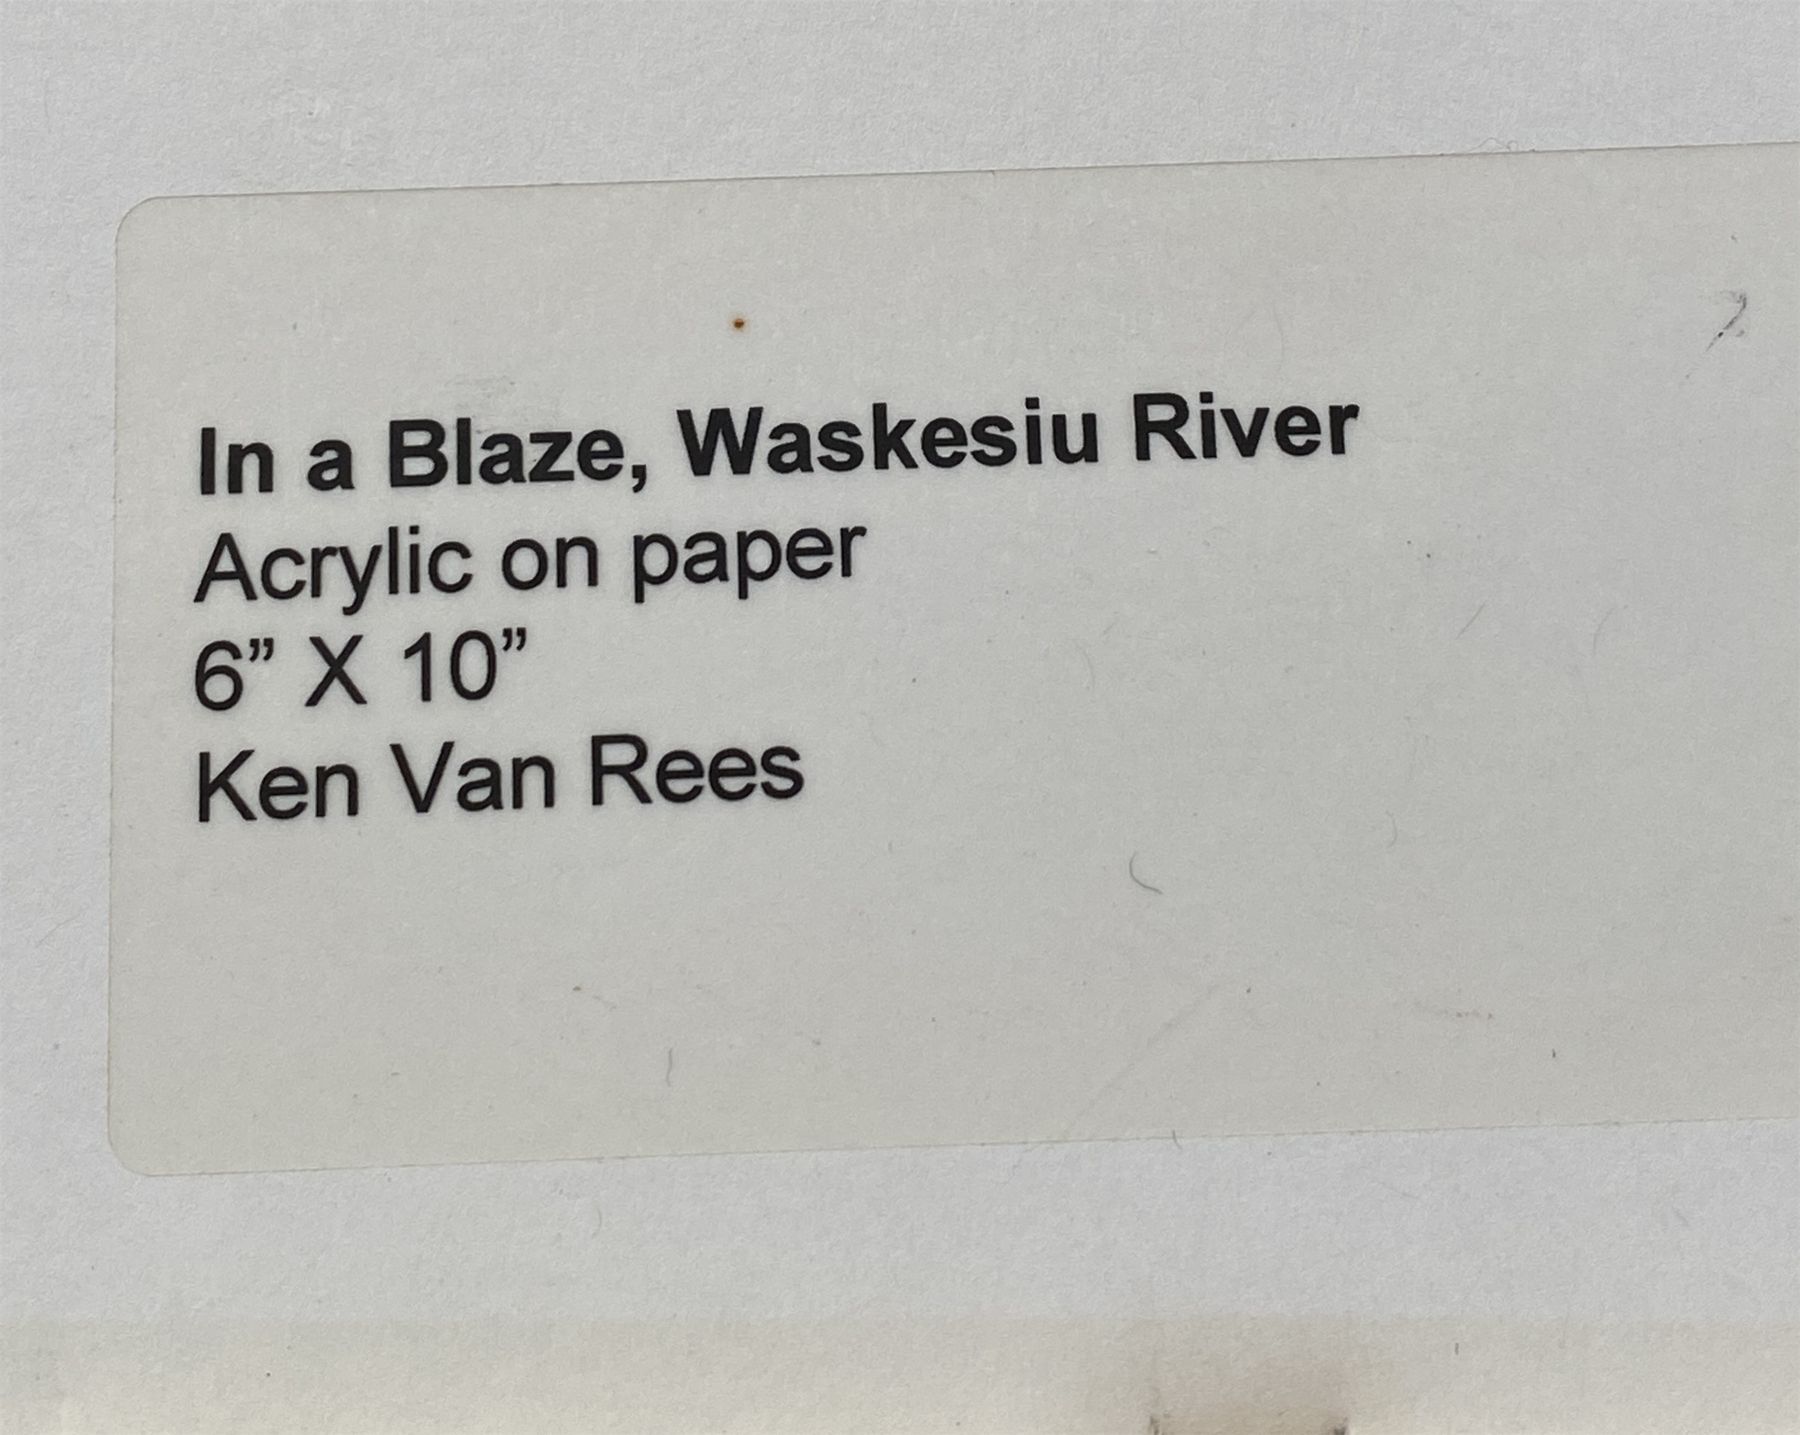 In a Blaze, Waskesiu River
Acrylic on paper
6” X 10”
Ken Van Rees